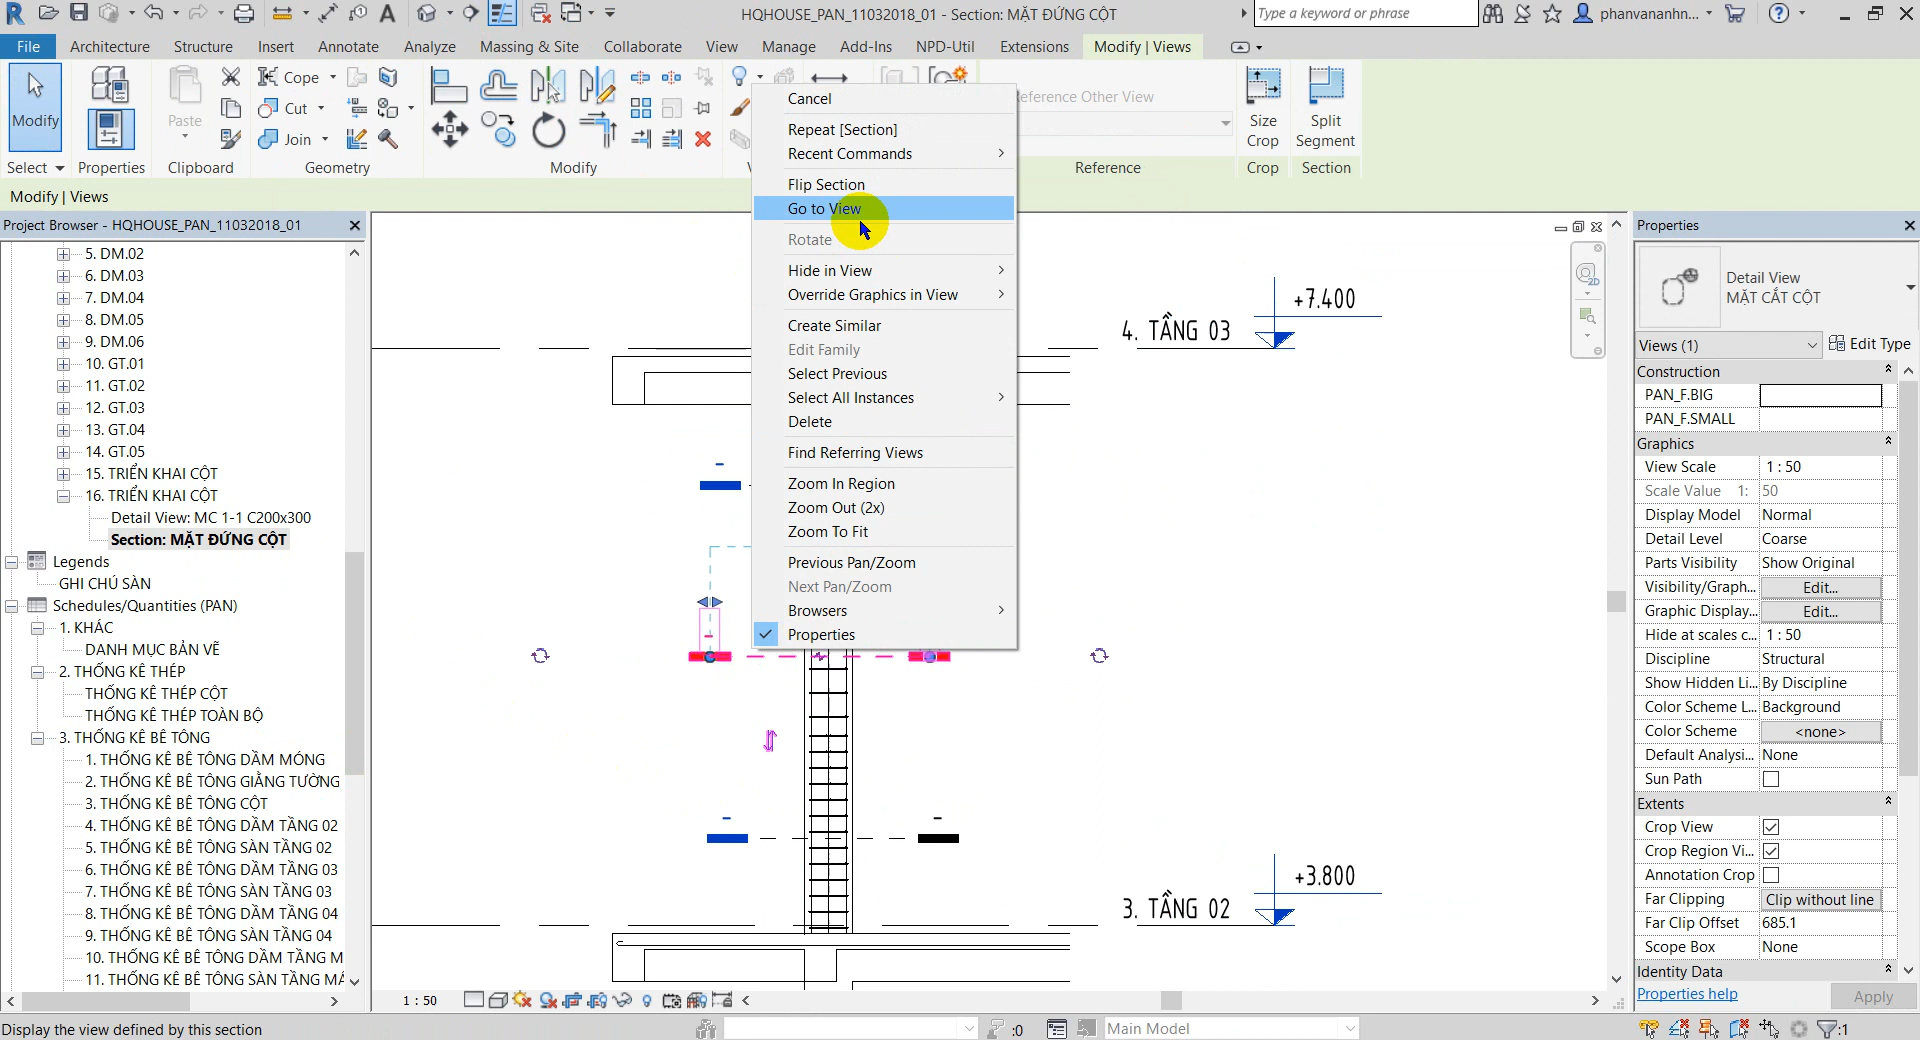 HQHOUSE_PAN_11032018_01 - Section: MẶT ĐỨNG CỘT
Type a keyword or phrase
phanvananhn...
File
Architecture
Structure
Insert
Annotate
Analyze
Massing & Site
Collaborate
View
Manage
Add-Ins
NPD-Util
Extensions
Modify | Views
Modify
Paste
Cope
Cut
Join
Size
Crop
Split
Segment
Select
Properties
Clipboard
Geometry
Modify
Reference
Crop
Section
Modify | Views
Project Browser - HQHOUSE_PAN_11032018_01
5. DM.02
6. DM.03
7. DM.04
8. DM.05
9. DM.06
10. GT.01
11. GT.02
12. GT.03
13. GT.04
14. GT.05
15. TRIỂN KHAI CỘT
16. TRIỂN KHAI CỘT
Detail View: MC 1-1 C200x300
Section: MẶT ĐỨNG CỘT
Legends
GHI CHÚ SÀN
Schedules/Quantities (PAN)
1. KHÁC
DANH MỤC BẢN VẼ
2. THỐNG KÊ THÉP
THỐNG KÊ THÉP CỘT
THỐNG KÊ THÉP TOÀN BỘ
3. THỐNG KÊ BÊ TÔNG
1. THỐNG KÊ BÊ TÔNG DẦM MÓNG
2. THỐNG KÊ BÊ TÔNG GIẰNG TƯỜNG
3. THỐNG KÊ BÊ TÔNG CỘT
4. THỐNG KÊ BÊ TÔNG DẦM TẦNG 02
5. THỐNG KÊ BÊ TÔNG SÀN TẦNG 02
6. THỐNG KÊ BÊ TÔNG DẦM TẦNG 03
7. THỐNG KÊ BÊ TÔNG SÀN TẦNG 03
8. THỐNG KÊ BÊ TÔNG DẦM TẦNG 04
9. THỐNG KÊ BÊ TÔNG SÀN TẦNG 04
10. THỐNG KÊ BÊ TÔNG DẦM TẦNG M
11. THỐNG KÊ BÊ TÔNG SÀN TẦNG MÁ
Cancel
Repeat [Section]
Recent Commands
Flip Section
Go to View
Rotate
Hide in View
Override Graphics in View
Create Similar
Edit Family
Select Previous
Select All Instances
Delete
Find Referring Views
Zoom In Region
Zoom Out (2x)
Zoom To Fit
Previous Pan/Zoom
Next Pan/Zoom
Browsers
Properties
eference Other View
2D
4. TẦNG 03
+7.400
3. TẦNG 02
+3.800
Properties
Detail View
MẶT CẮT CỘT
Views (1)
Edit Type
Construction
PAN_F.BIG
PAN_F.SMALL
Graphics
View Scale 1 : 50
Scale Value 1: 50
Display Model Normal
Detail Level Coarse
Parts Visibility Show Original
Visibility/Graph... Edit...
Graphic Display... Edit...
Hide at scales c... 1 : 50
Discipline Structural
Show Hidden Li... By Discipline
Color Scheme L... Background
Color Scheme <none>
Default Analysi... None
Sun Path
Extents
Crop View
Crop Region Vi...
Annotation Crop
Far Clipping Clip without line
Far Clip Offset 685.1
Scope Box None
Identity Data
Properties help
Apply
1 : 50
Display the view defined by this section
:0
Main Model
:1